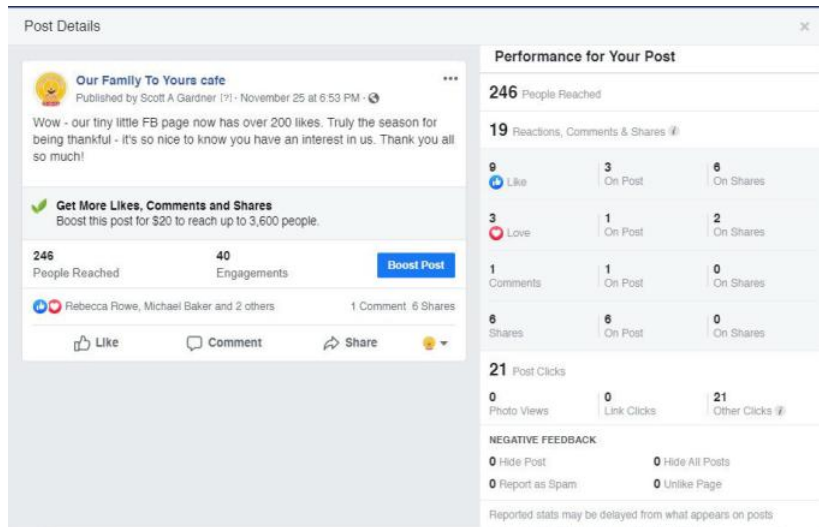 Post Details
Our Family To Yours cafe
Published by Scott A Gardner [?] · November 25 at 6:53 PM ·
Wow - our tiny little FB page now has over 200 likes. Truly the season for
being thankful - it's so nice to know you have an interest in us. Thank you all
so much!
Get More Likes, Comments and Shares
Boost this post for $20 to reach up to 3,600 people.
246
People Reached
40
Engagements
Boost Post
Rebecca Rowe, Michael Baker and 2 others
1 Comment 6 Shares
Like
Comment
Share
Performance for Your Post
246 People Reached
19 Reactions, Comments & Shares
9
Like
3
On Post
6
On Shares
3
Love
1
On Post
2
On Shares
1
Comments
1
On Post
0
On Shares
6
Shares
6
On Post
0
On Shares
21 Post Clicks
0
Photo Views
0
Link Clicks
21
Other Clicks
NEGATIVE FEEDBACK
0 Hide Post
0 Hide All Posts
0 Report as Spam
0 Unlike Page
Reported stats may be delayed from what appears on posts